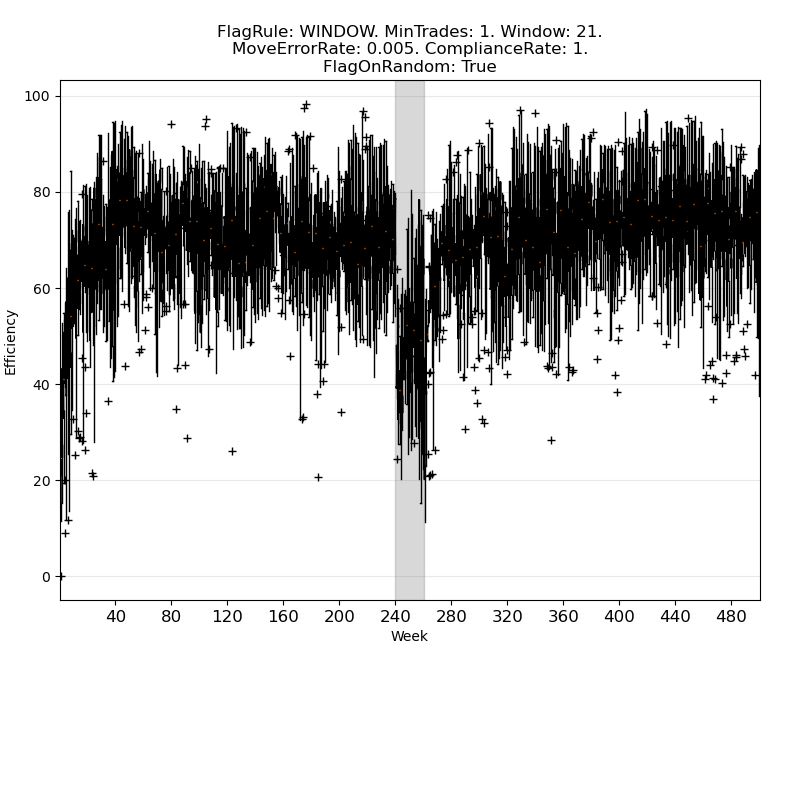 FlagRule: WINDOW. MinTrades: 1. Window: 21.
MoveErrorRate: 0.005. ComplianceRate: 1.
FlagOnRandom: True
100
80
60
40
20
0
Efficiency
40 80 120 160 200 240 280 320 360 400 440 480
Week